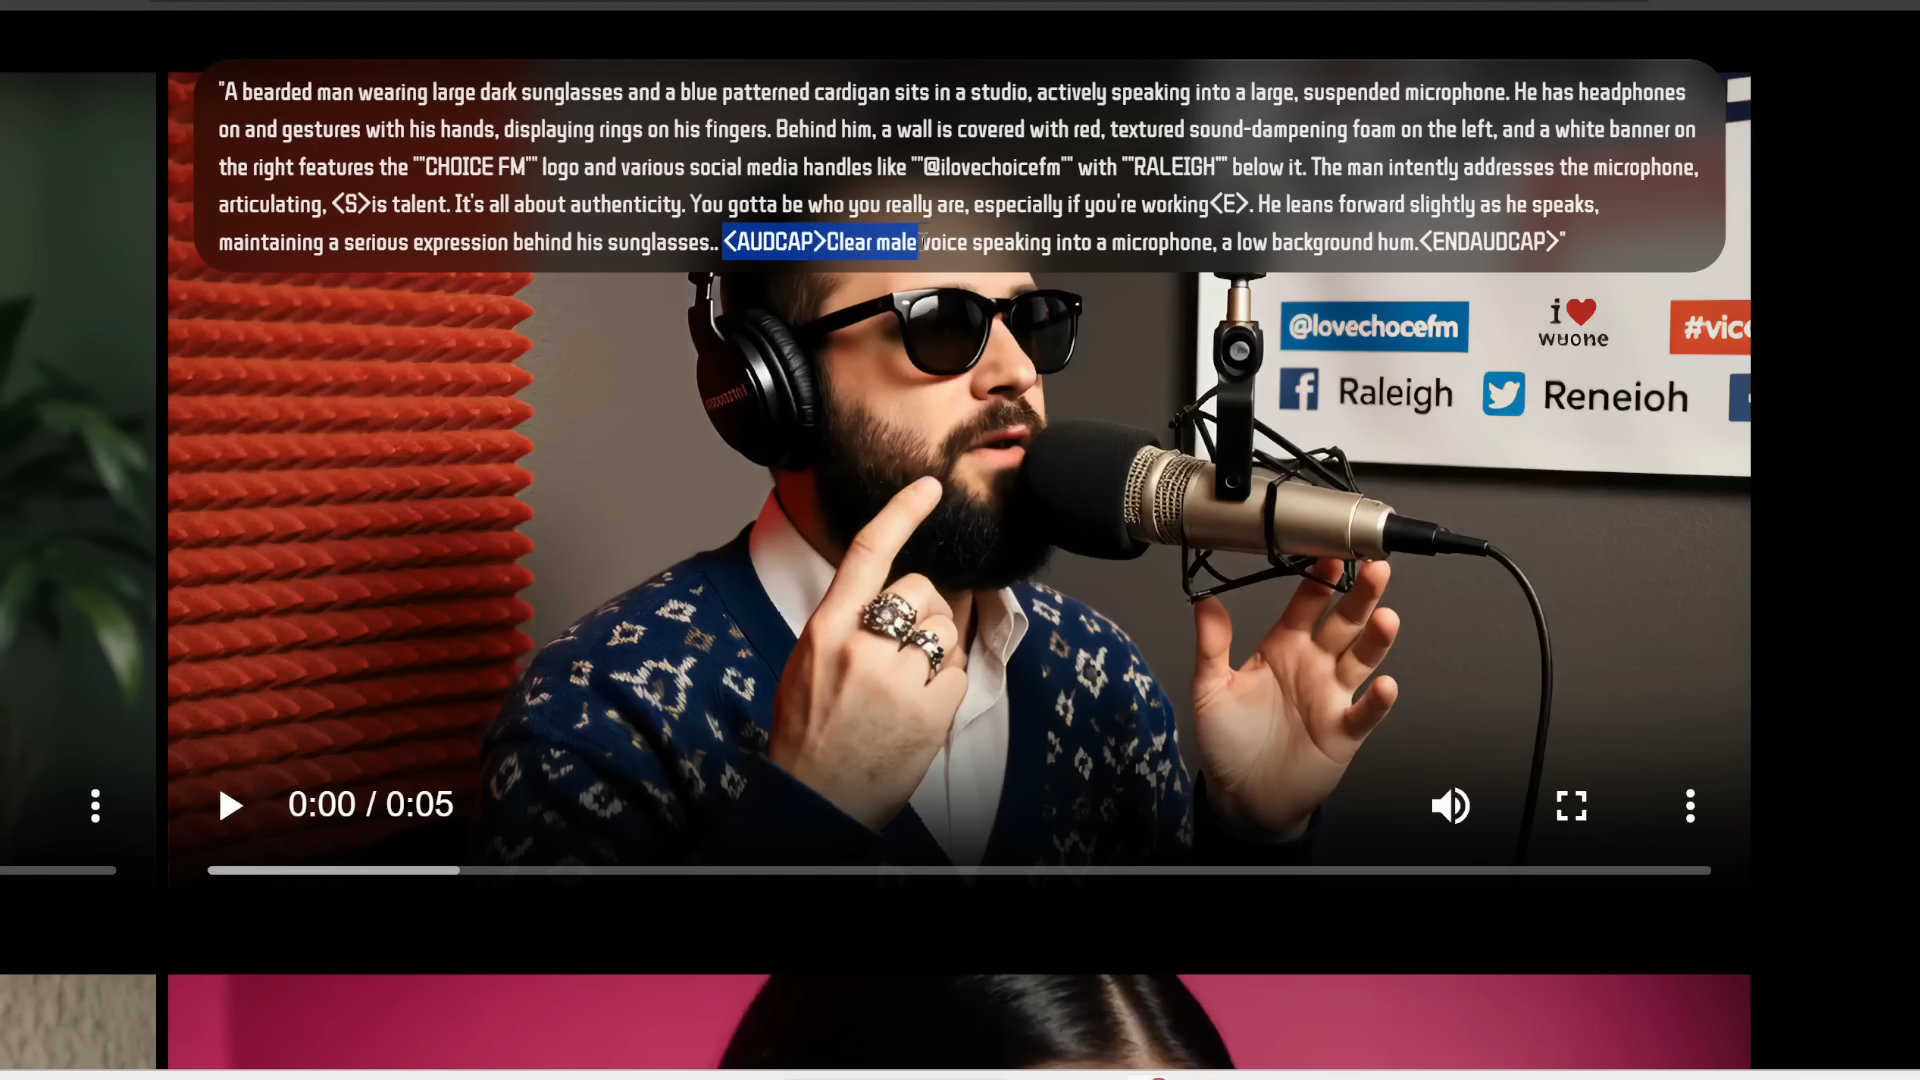 "A bearded man wearing large dark sunglasses and a blue patterned cardigan sits in a studio, actively speaking into a large, suspended microphone. He has headphones
on and gestures with his hands, displaying rings on his fingers. Behind him, a wall is covered with red, textured sound-dampening foam on the left, and a white banner on
the right features the ""CHOICE FM"" logo and various social media handles like ""@ilovechoicefm"" with ""RALEIGH"" below it. The man intently addresses the microphone,
articulating, <S>is talent. It's all about authenticity. You gotta be who you really are, especially if you're working<E>. He leans forward slightly as he speaks,
maintaining a serious expression behind his sunglasses.. <AUDCAP>Clear male voice speaking into a microphone, a low background hum.<ENDAUDCAP>"
@lovechocefm
i
wuone
#vic
f Raleigh
Reneioh
0:00 / 0:05